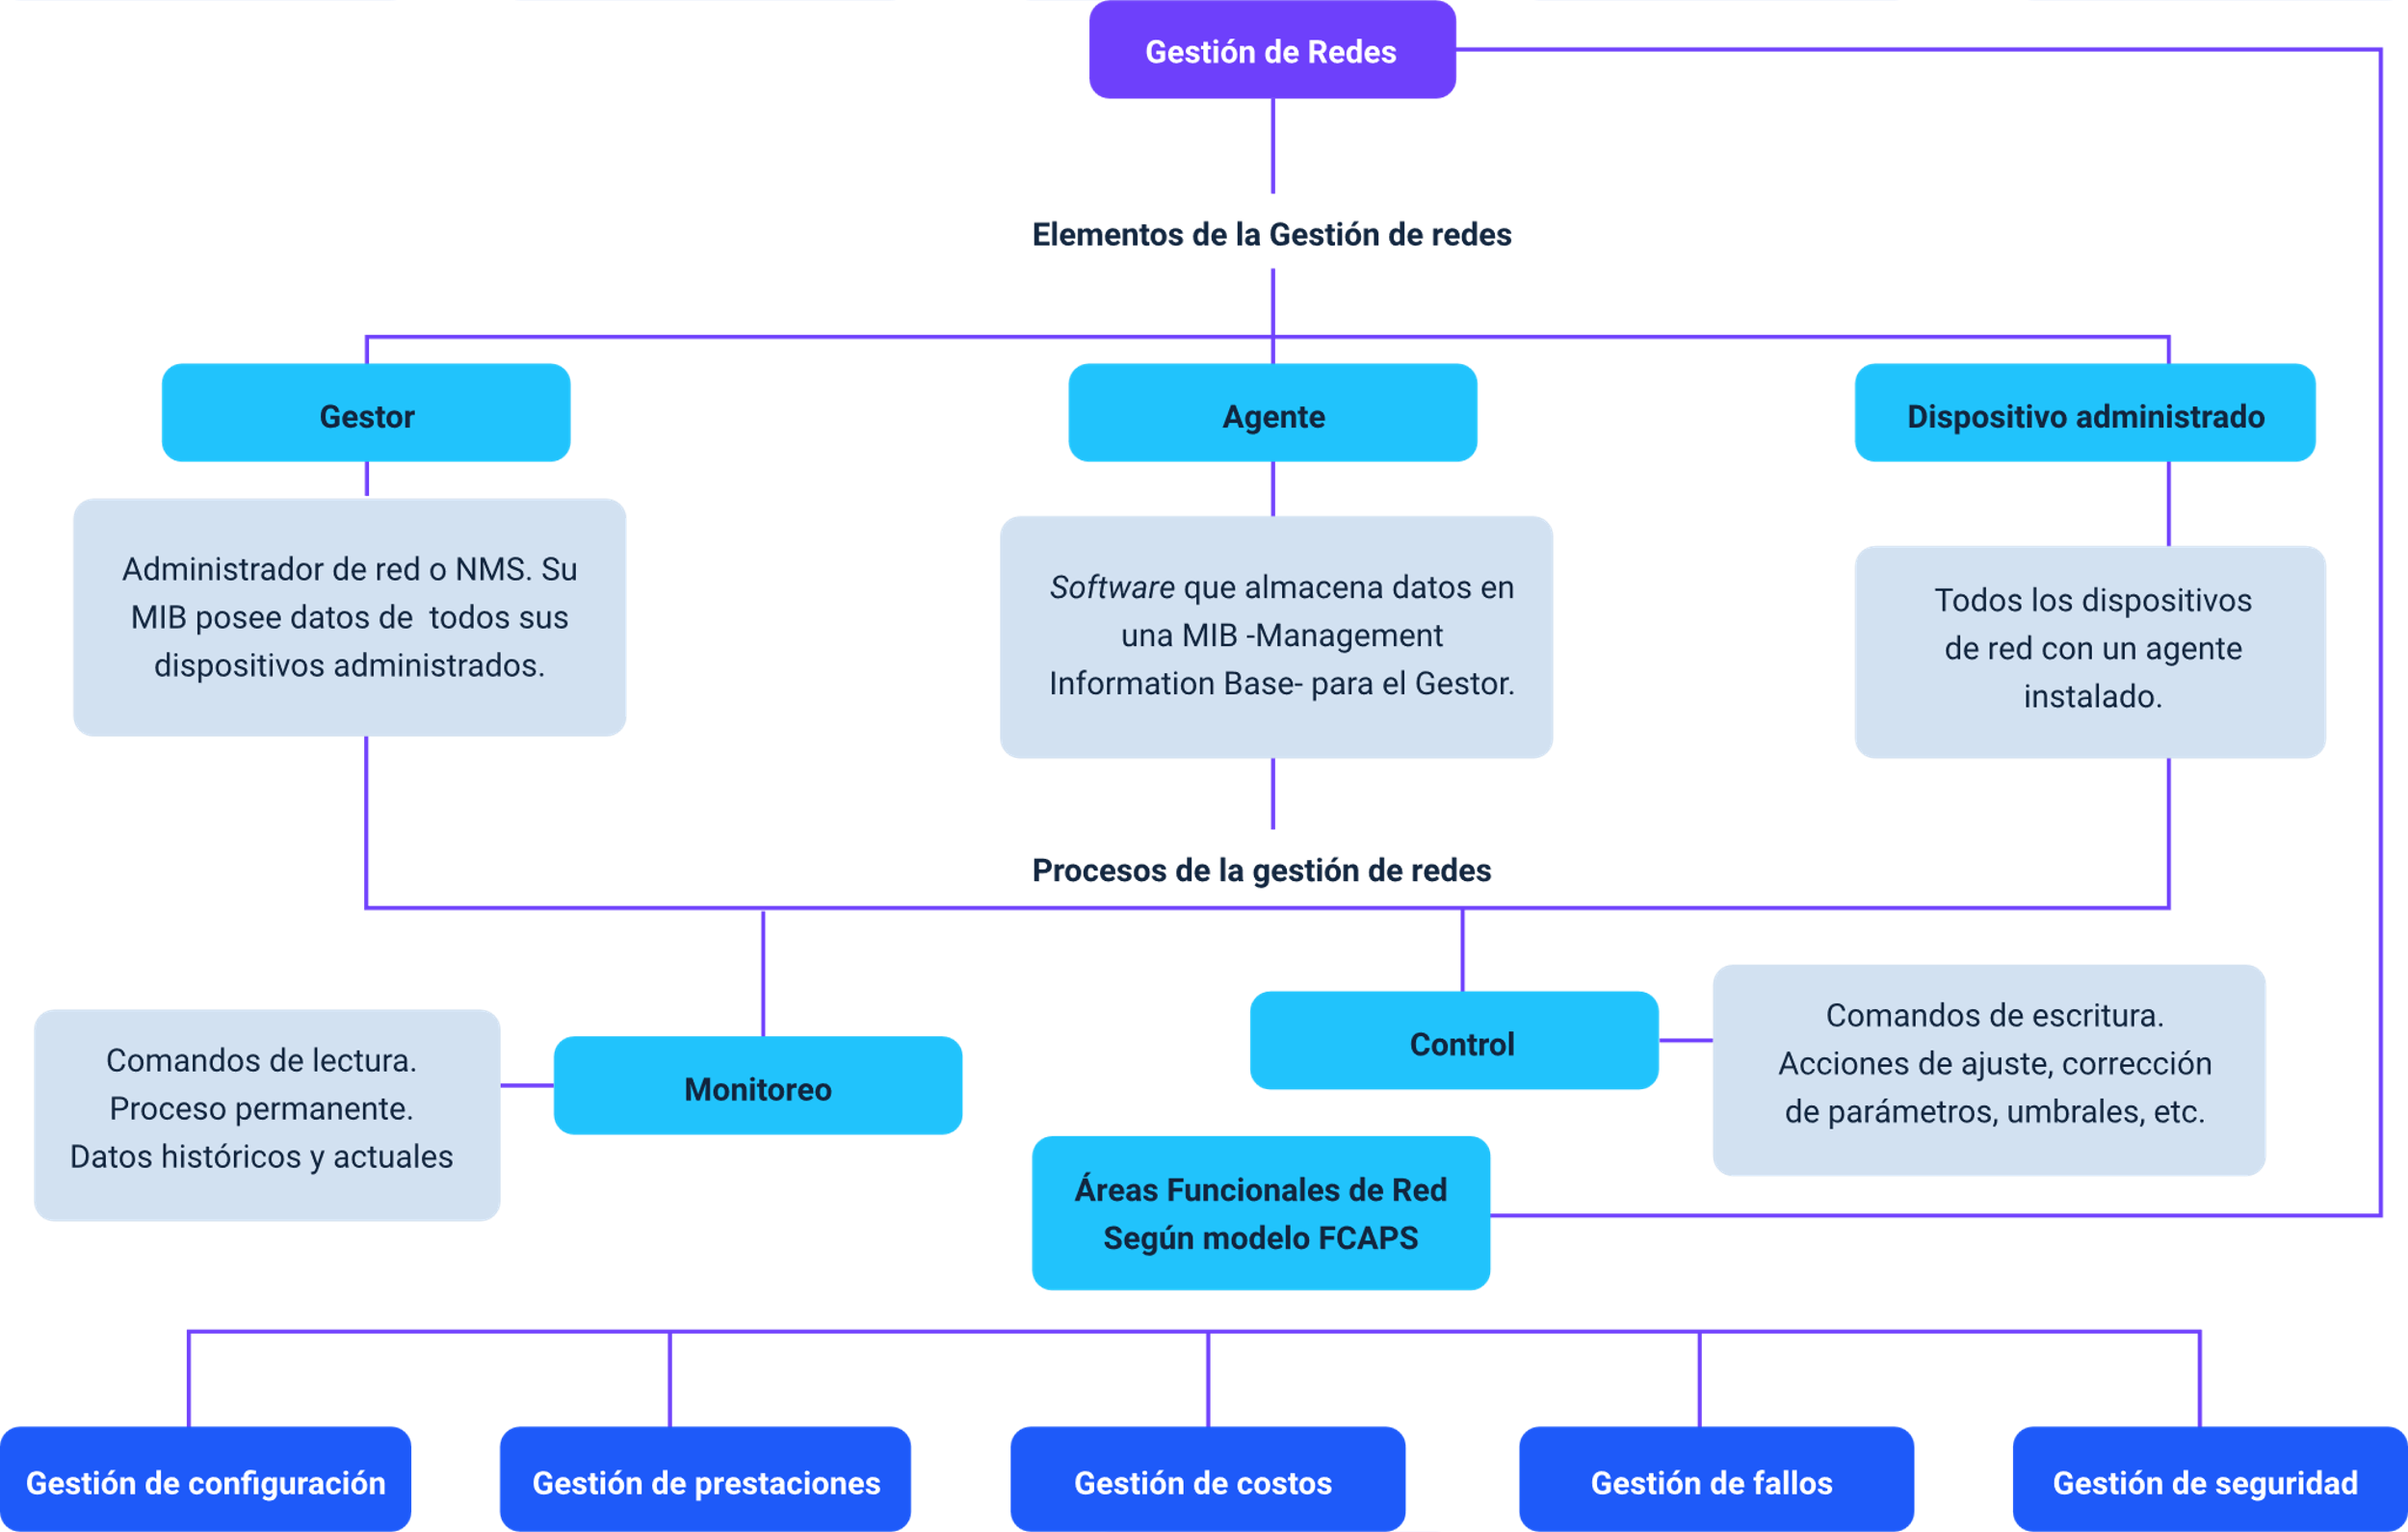 Gestión de Redes
Elementos de la Gestión de redes
Gestor
Agente
Dispositivo administrado
Administrador de red o NMS. Su
MIB posee datos de  todos sus
dispositivos administrados.
Software que almacena datos en
una MIB -Management
Information Base- para el Gestor.
Todos los dispositivos
de red con un agente
instalado.
Procesos de la gestión de redes
Comandos de lectura.
Proceso permanente.
Datos históricos y actuales
Monitoreo
Control
Comandos de escritura.
Acciones de ajuste, corrección
de parámetros, umbrales, etc.
Áreas Funcionales de Red
Según modelo FCAPS
Gestión de configuración
Gestión de prestaciones
Gestión de costos
Gestión de fallos
Gestión de seguridad